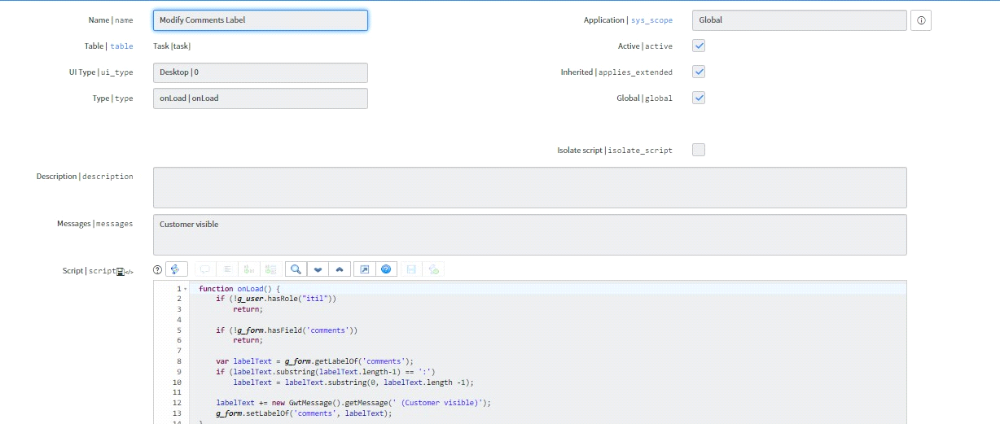 Name | name Modify Comments Label Application | sys_scope Global
Table | table Task [task] Active | active
UI Type | ui_type Desktop | 0 Inherited | applies_extended
Type | type onLoad | onLoad Global | global
Isolate script | isolate_script
Description | description
Messages | messages Customer visible
Script | script
1 function onLoad() {
2 if (!g_user.hasRole("itil"))
3 return;
4
5 if (!g_form.hasField('comments'))
6 return;
7
8 var labelText = g_form.getLabelOf('comments');
9 if (labelText.substring(labelText.length-1) == ':')
10 labelText = labelText.substring(0, labelText.length -1);
11
12 labelText += new GwtMessage().getMessage(' (Customer visible)');
13 g_form.setLabelOf('comments', labelText);
14 }